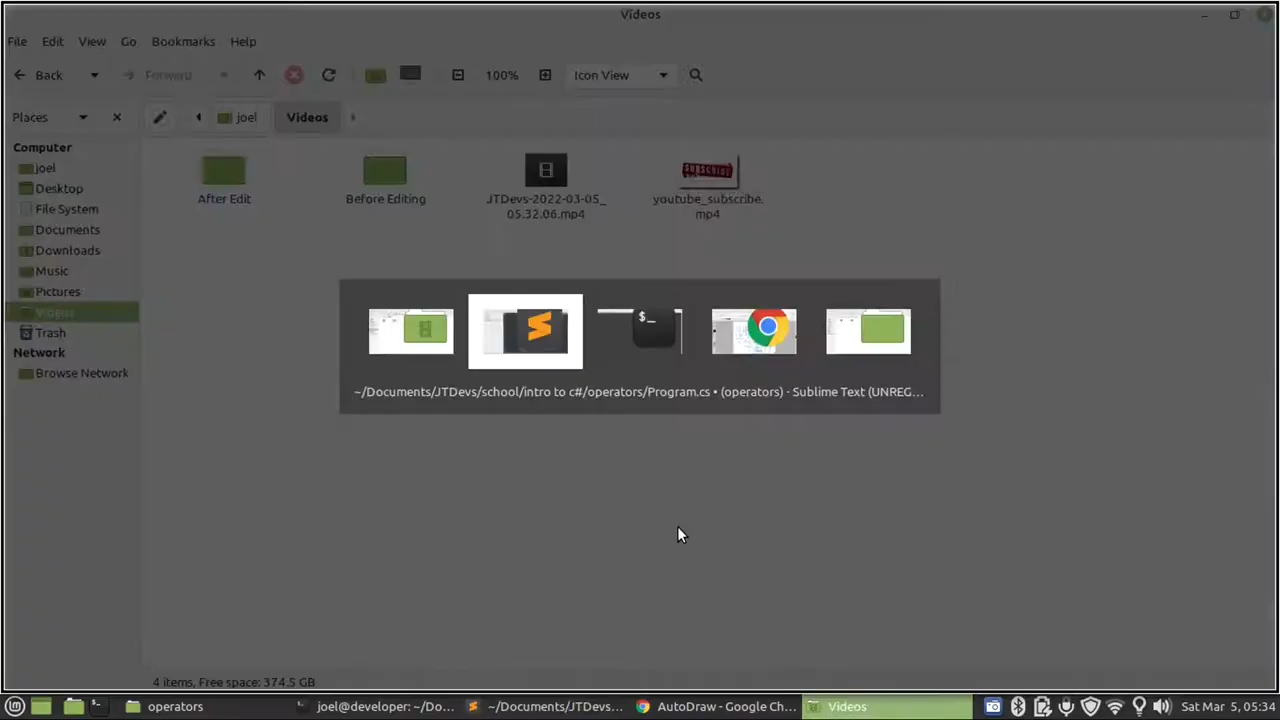 Videos
File Edit View Go Bookmarks Help
Back Forward 100% Icon View
Places joel Videos
Computer
joel
Desktop
File System
Documents
Downloads
Music
Pictures
Videos
Trash
Network
Browse Network
After Edit
Before Editing
JTDevs-2022-03-05_
05.32.06.mp4
youtube_subscribe.
mp4
SUBSCRIBE
$_
~/Documents/JTDevs/school/intro to c#/operators/Program.cs • (operators) - Sublime Text (UNREG…
4 items, Free space: 374.5 GB
operators joel@developer: ~/Do... ~/Documents/JTDevs... AutoDraw - Google Ch... Videos Sat Mar 5, 05:34